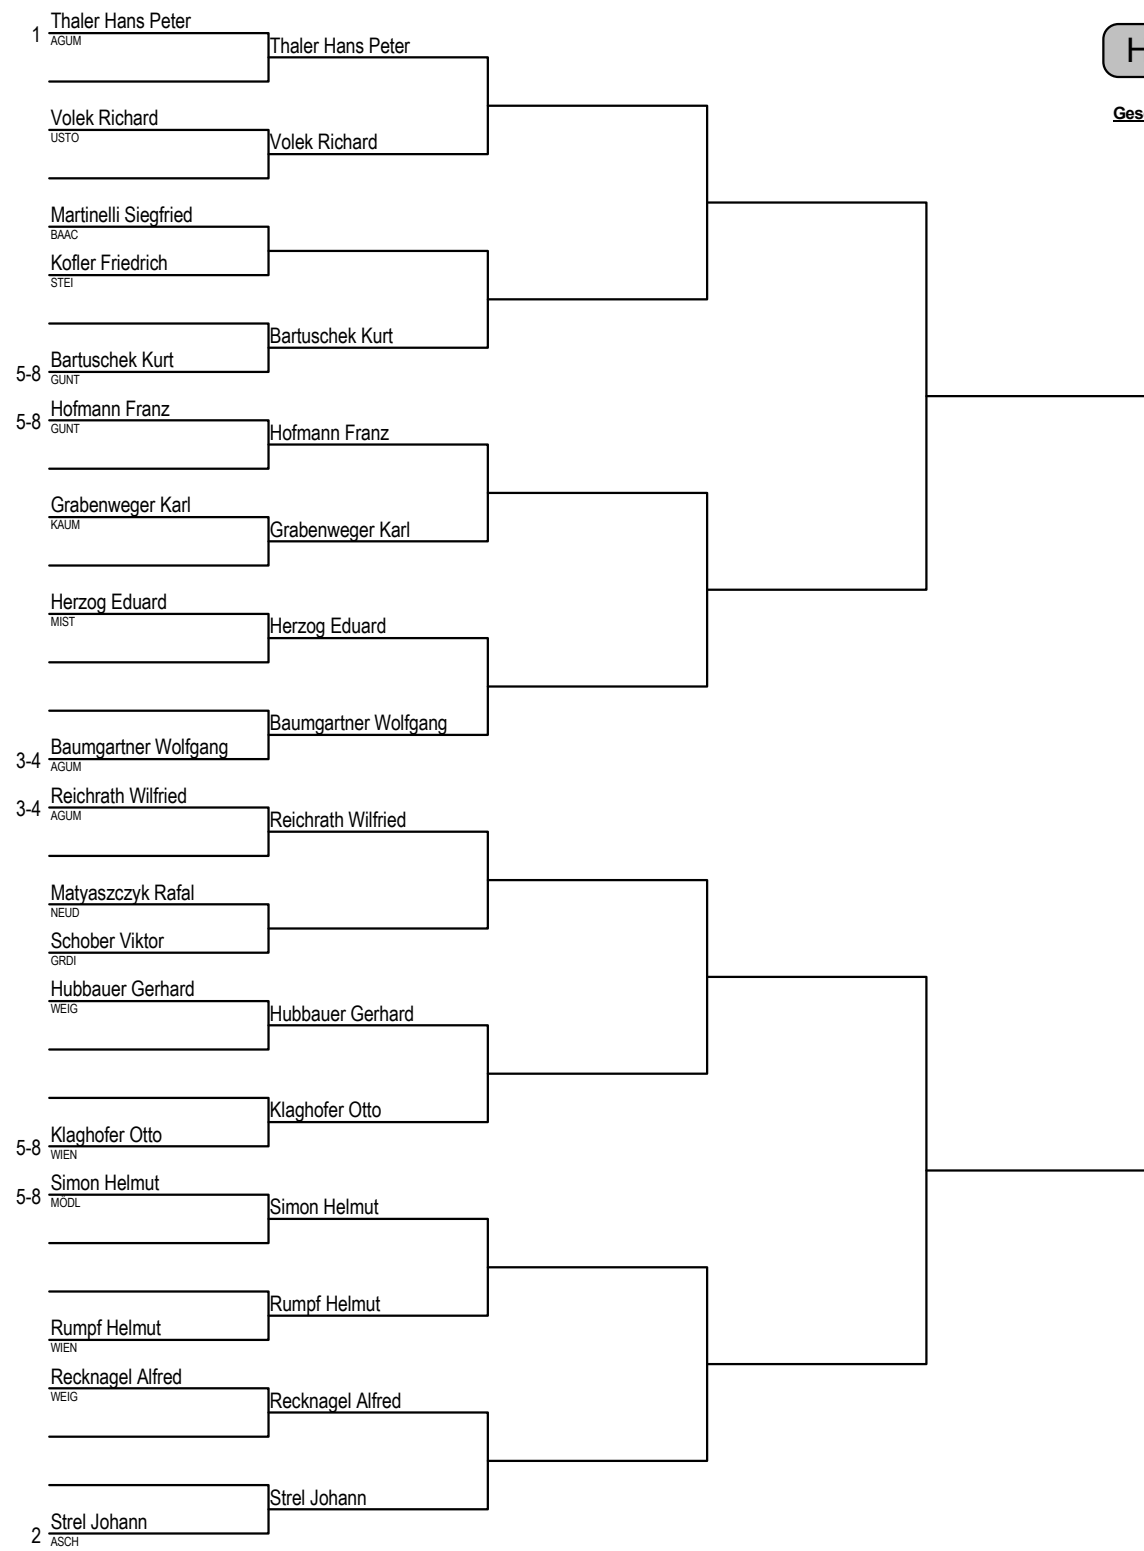 Thaler Hans Peter
1
AGUM
Thaler Hans Peter
H
Volek Richard
USTO
Volek Richard
Ges
Martinelli Siegfried
BAAC
Kofler Friedrich
STEI
Bartuschek Kurt
Bartuschek Kurt
5-8
GUNT
Hofmann Franz
5-8
GUNT
Hofmann Franz
Grabenweger Karl
KAUM
Grabenweger Karl
Herzog Eduard
MIST
Herzog Eduard
Baumgartner Wolfgang
Baumgartner Wolfgang
3-4
AGUM
Reichrath Wilfried
3-4
AGUM
Reichrath Wilfried
Matyaszczyk Rafal
NEUD
Schober Viktor
GRDI
Hubbauer Gerhard
WEIG
Hubbauer Gerhard
Klaghofer Otto
Klaghofer Otto
5-8
WIEN
Simon Helmut
5-8
MÖDL
Simon Helmut
Rumpf Helmut
Rumpf Helmut
WIEN
Recknagel Alfred
WEIG
Recknagel Alfred
Strel Johann
Strel Johann
2
ASCH